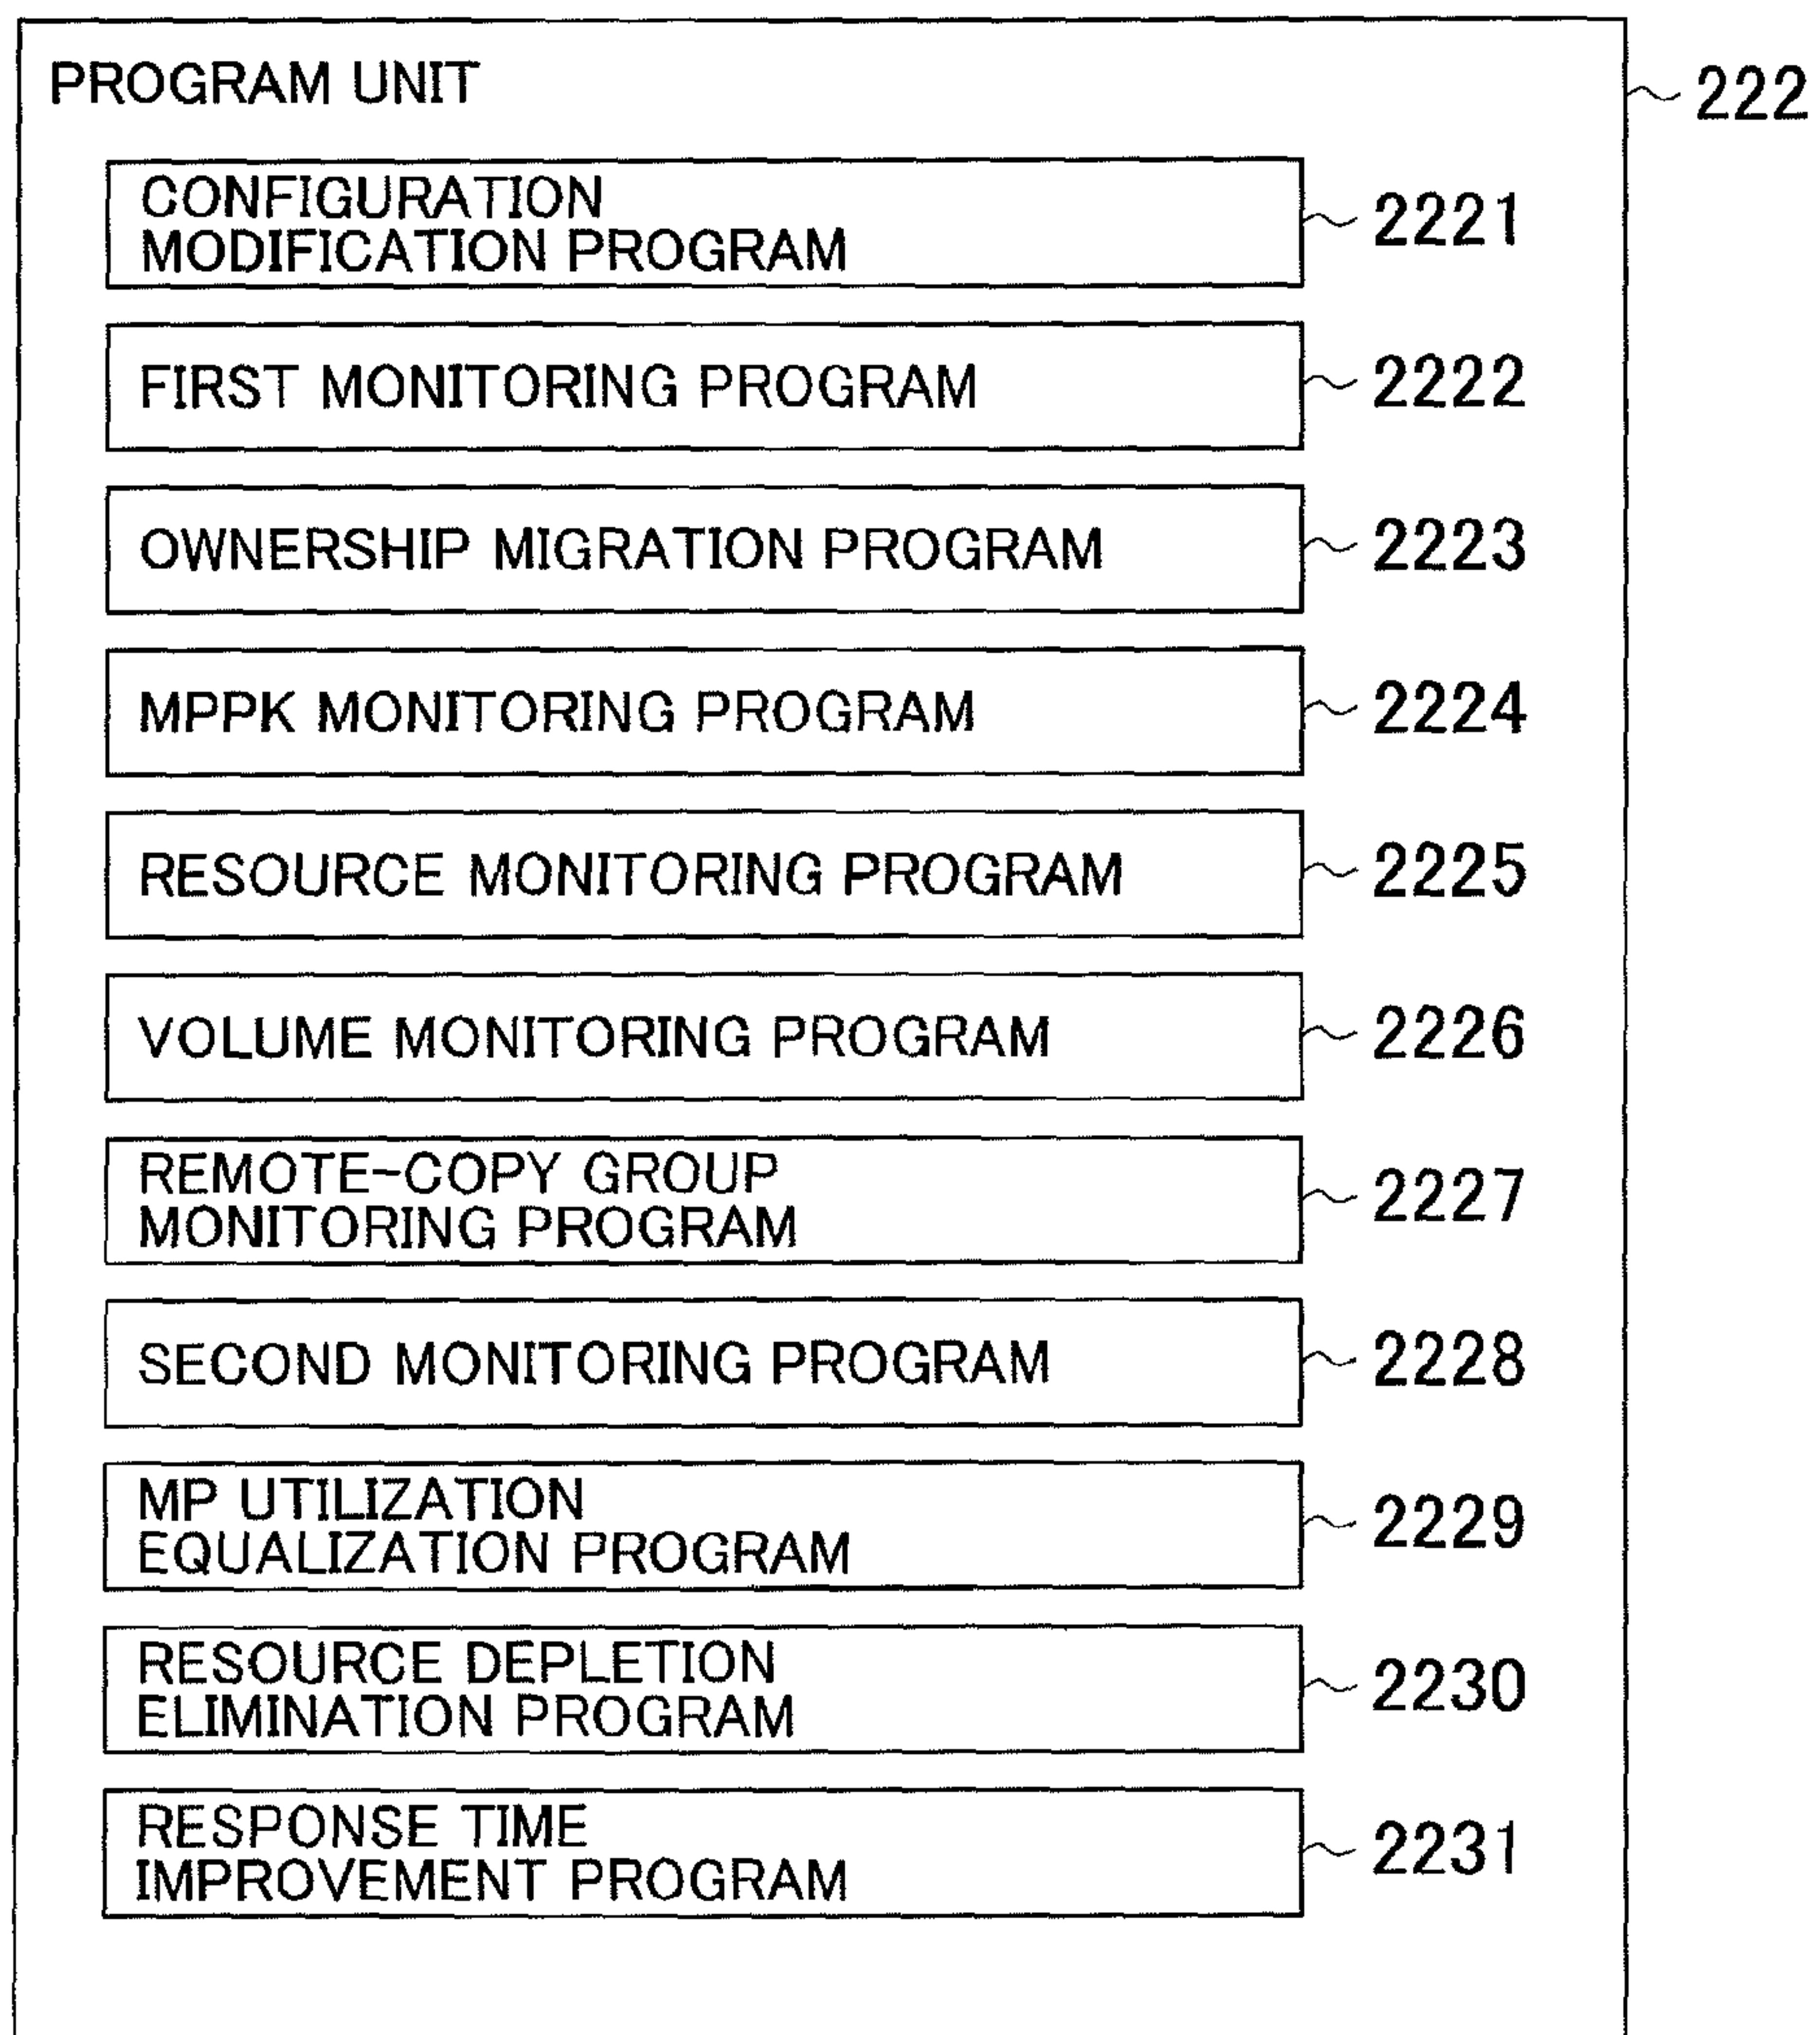 PROGRAM UNIT
222
CONFIGURATION
MODIFICATION PROGRAM
2221
FIRST MONITORING PROGRAM
2222
OWNERSHIP MIGRATION PROGRAM
2223
MPPK MONITORING PROGRAM
2224
RESOURCE MONITORING PROGRAM
2225
VOLUME MONITORING PROGRAM
2226
REMOTE-COPY GROUP
MONITORING PROGRAM
2227
SECOND MONITORING PROGRAM
2228
MP UTILIZATION
EQUALIZATION PROGRAM
2229
RESOURCE DEPLETION
ELIMINATION PROGRAM
2230
RESPONSE TIME
IMPROVEMENT PROGRAM
2231